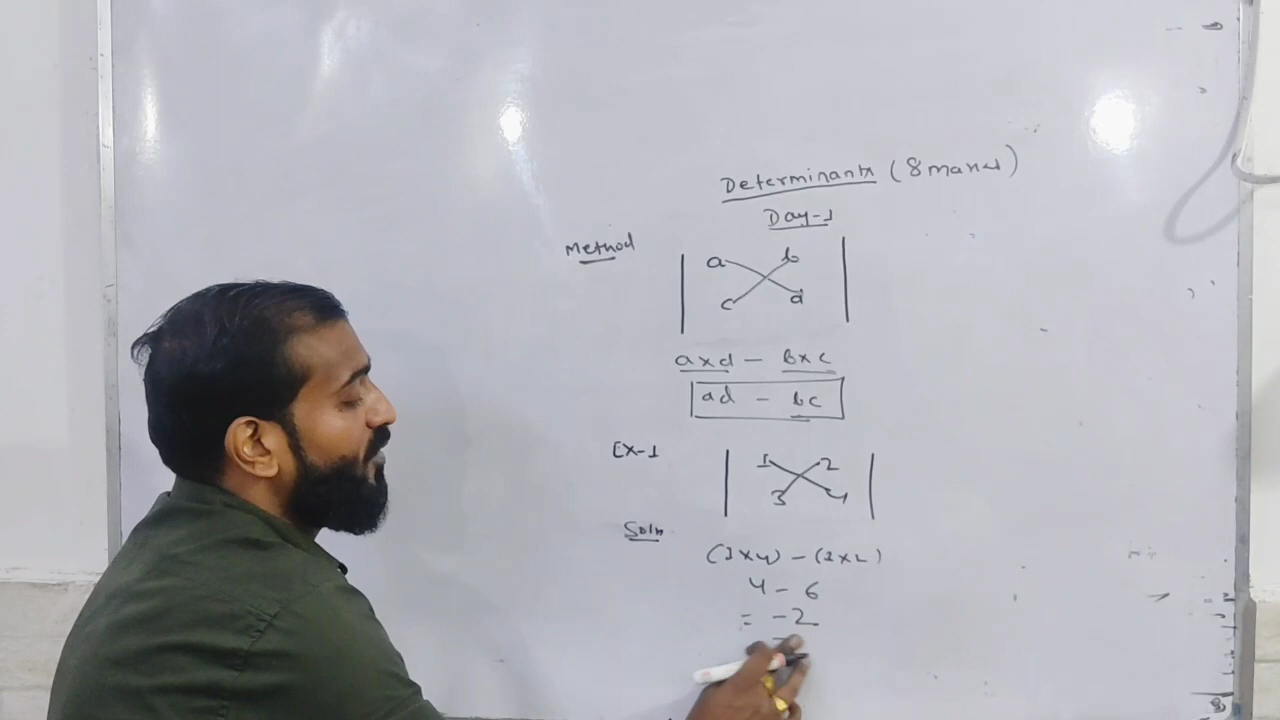 Determinants (8 marks)
Day-1
Method
a b
c d
axd - bxc
ad - bc
Ex-1
1 2
3 4
Soln
(1x4) - (3x2)
4 - 6
= -2